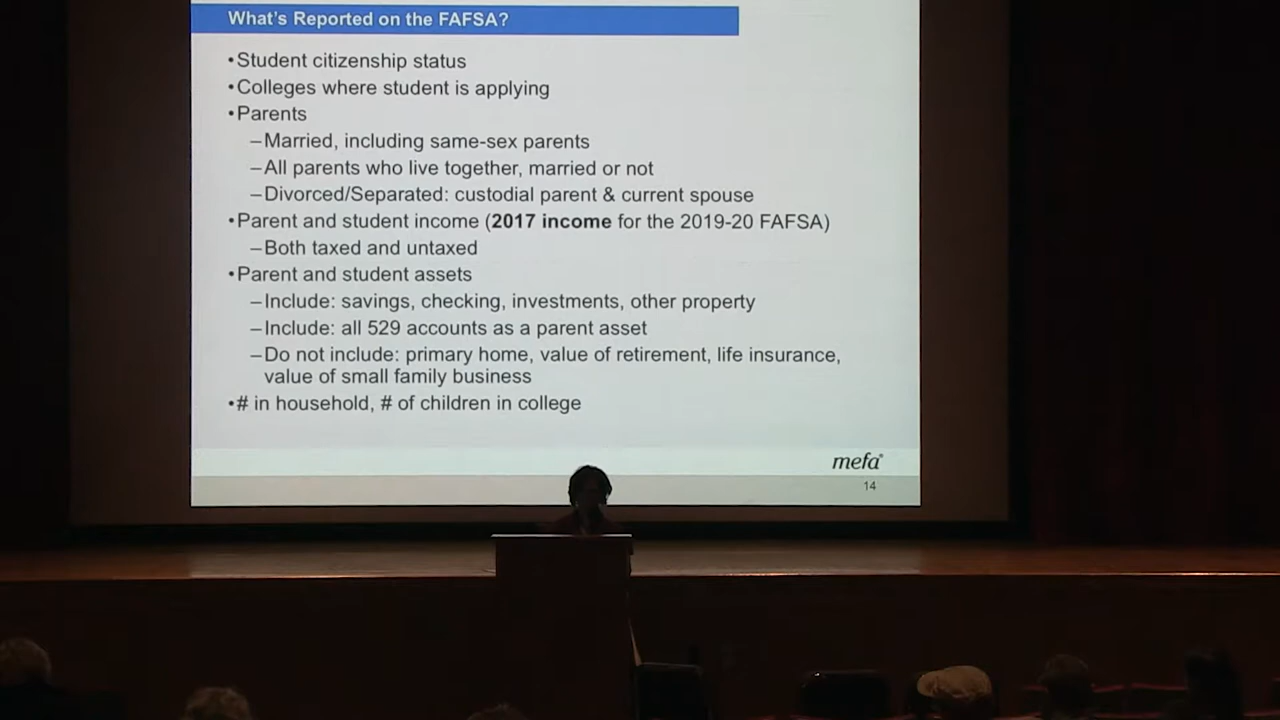 What's Reported on the FAFSA?
•Student citizenship status
•Colleges where student is applying
•Parents
–Married, including same-sex parents
–All parents who live together, married or not
–Divorced/Separated: custodial parent & current spouse
•Parent and student income (2017 income for the 2019-20 FAFSA)
–Both taxed and untaxed
•Parent and student assets
–Include: savings, checking, investments, other property
–Include: all 529 accounts as a parent asset
–Do not include: primary home, value of retirement, life insurance,
value of small family business
•# in household, # of children in college
mefa®
14